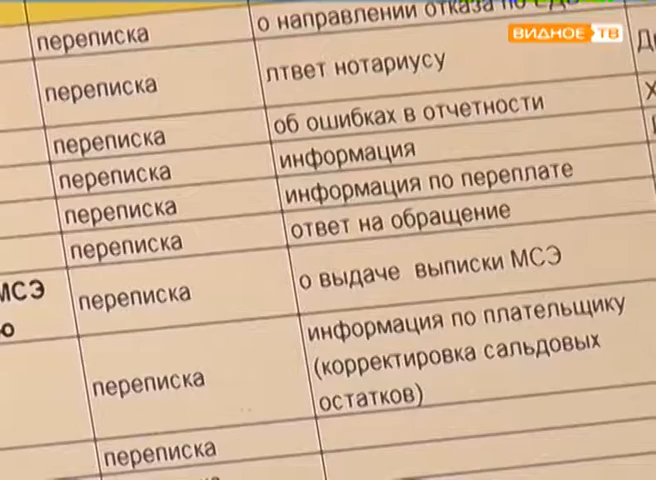 переписка о направлении отказа по
ВИДНОЕ ТВ
переписка лтвет нотариусу
переписка об ошибках в отчетности
переписка информация
переписка информация по переплате
переписка ответ на обращение
МСЭ переписка о выдаче выписки МСЭ
переписка информация по плательщику
(корректировка сальдовых
остатков)
переписка